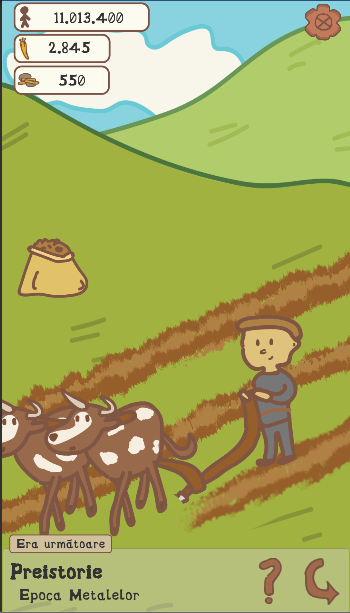 11.013.400
2.845
550
Era următoare
Preistorie
Epoca Metalelor
?